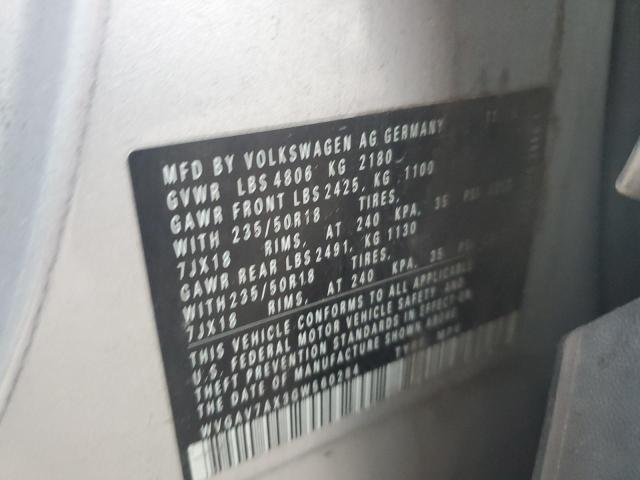 MFD BY VOLKSWAGEN AG GERMANY
GVWR LBS 4806 KG 2180
GAWR FRONT LBS 2425, KG 1100
WITH 235/50R18 TIRES,
7JX18 RIMS, AT 240 KPA, 35 PSI COLD
GAWR REAR LBS 2491, KG 1130
WITH 235/50R18 TIRES,
7JX18 RIMS, AT 240 KPA, 35 PSI
THIS VEHICLE CONFORMS TO ALL APPLICABLE
U. S. FEDERAL MOTOR VEHICLE SAFETY AND
THEFT PREVENTION STANDARDS IN EFFECT ON
THE DATE OF MANUFACTURE SHOWN ABOVE